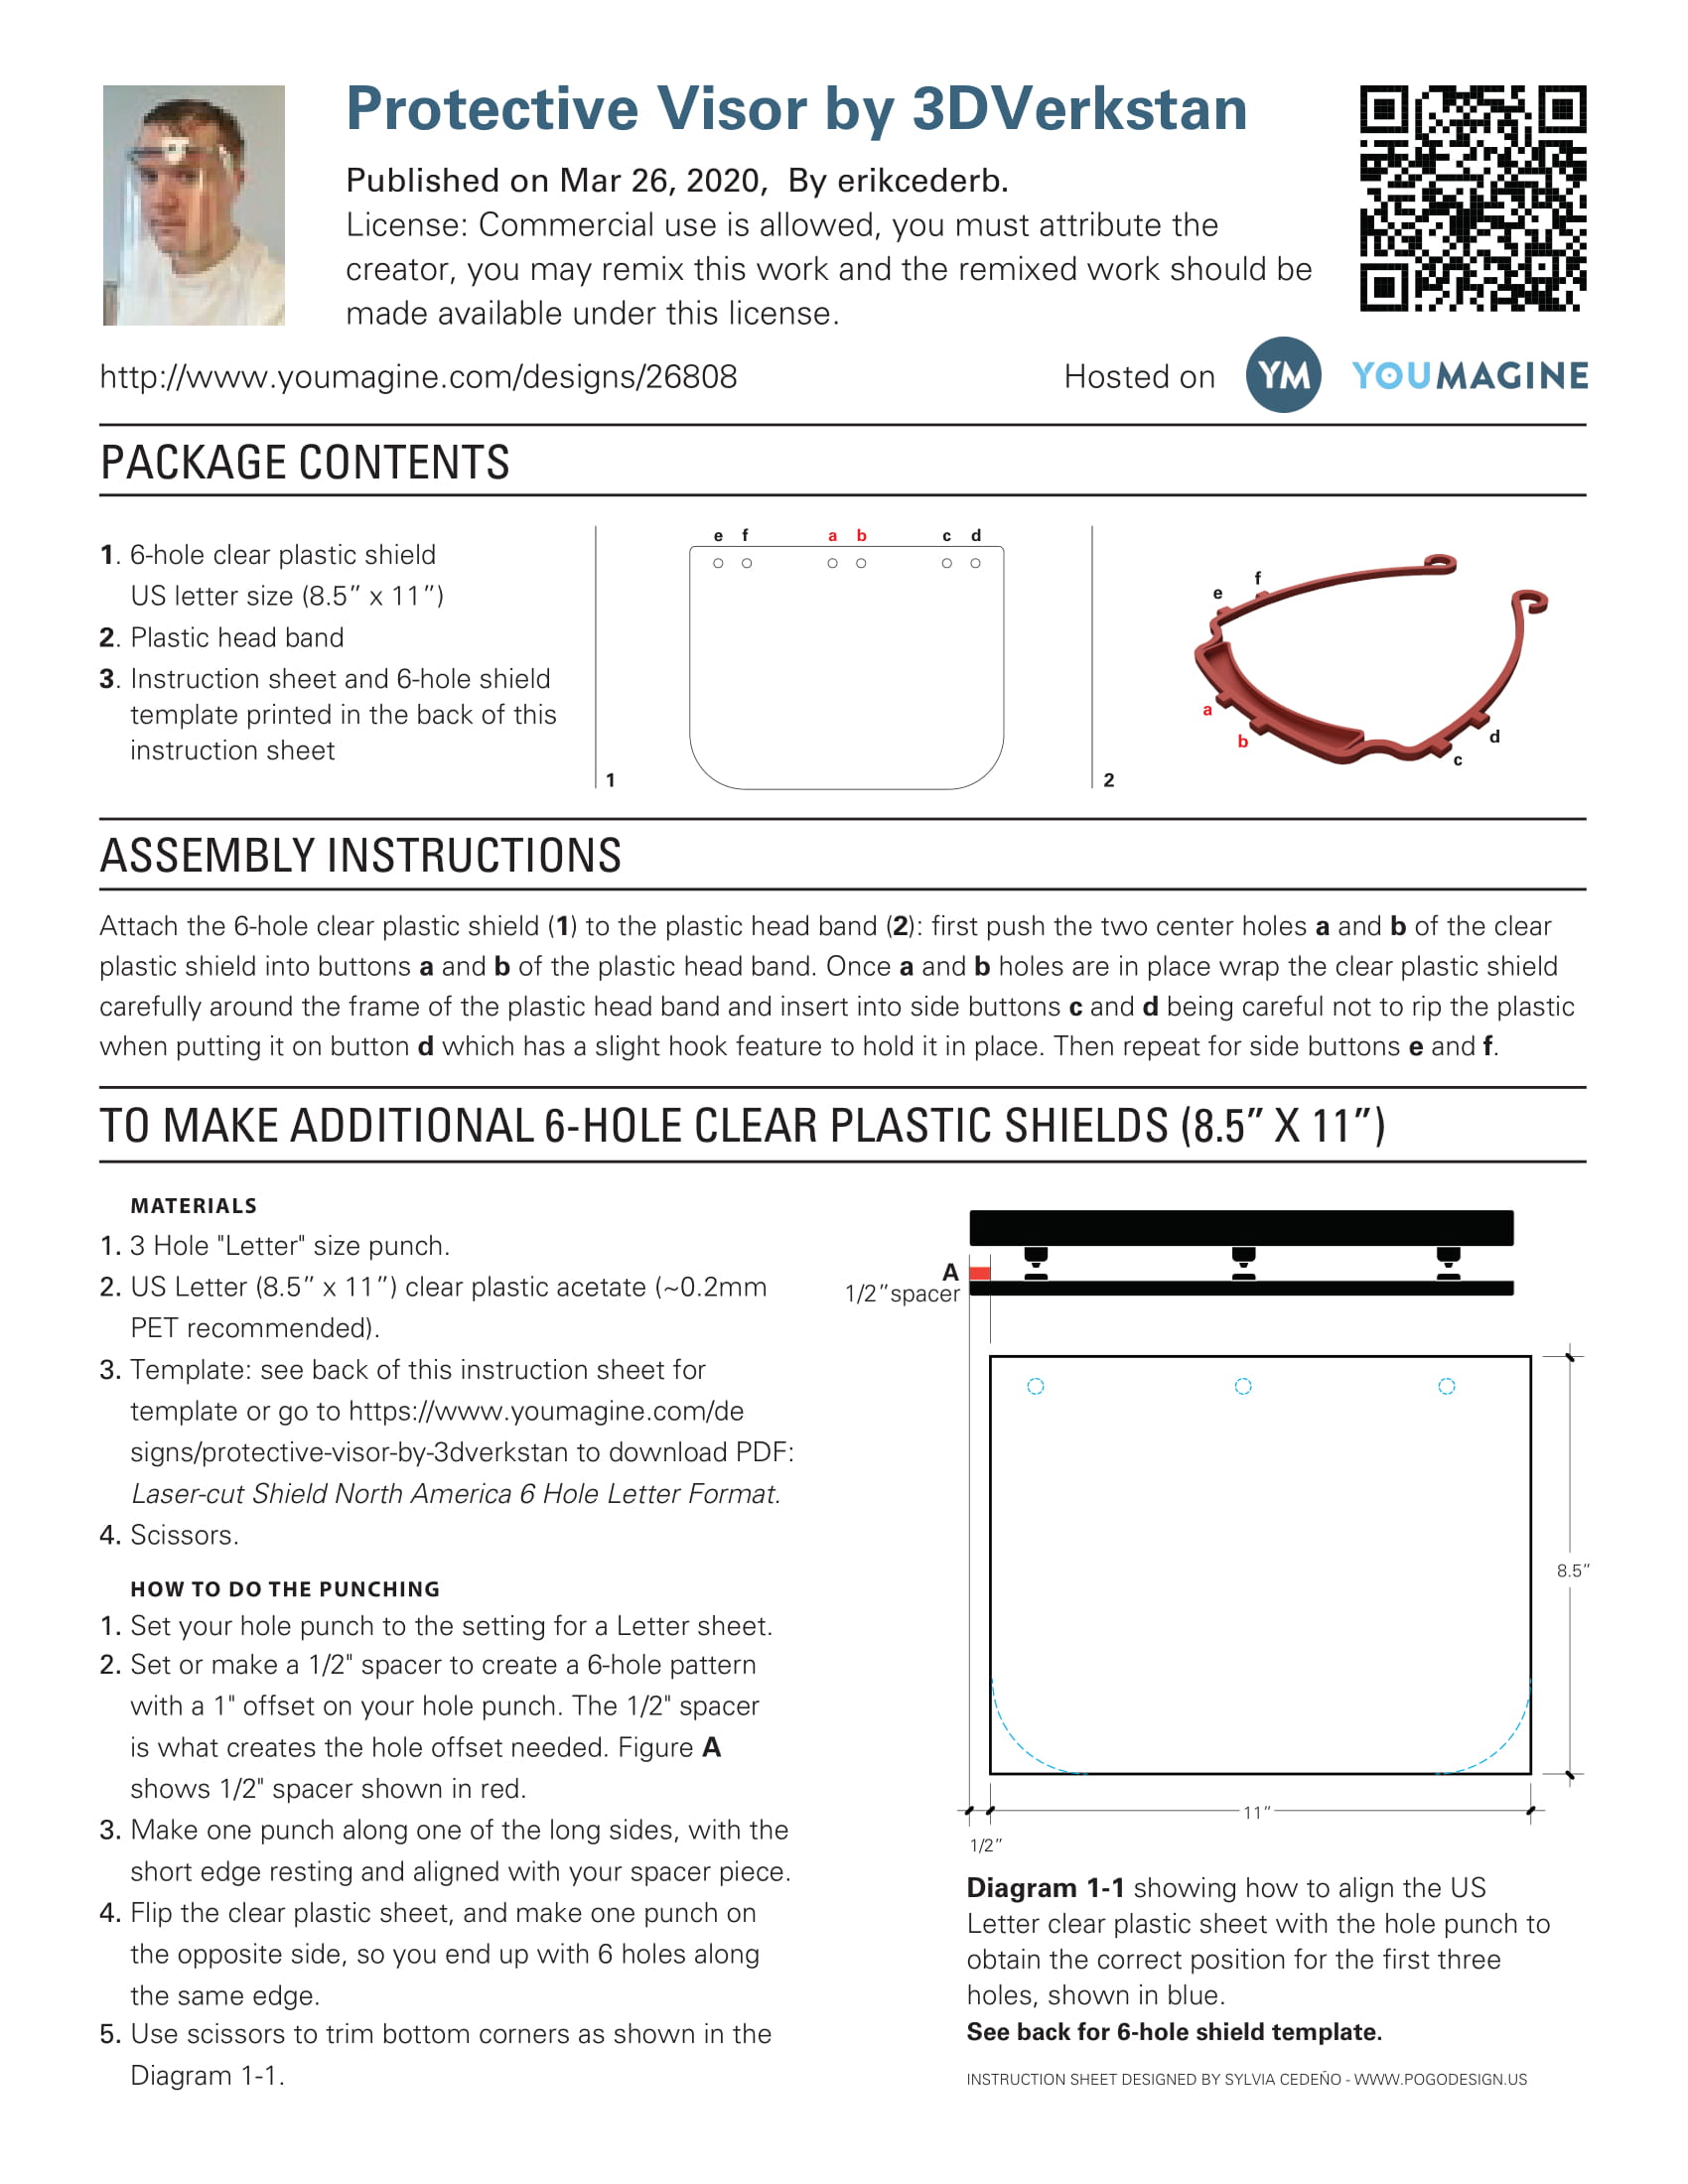 Protective Visor by 3DVerkstan
Published on Mar 26, 2020,  By erikcederb.
License: Commercial use is allowed, you must attribute the
creator, you may remix this work and the remixed work should be
made available under this license.
http://www.youmagine.com/designs/26808
Hosted on
YM
YOUMAGINE
PACKAGE CONTENTS
1. 6-hole clear plastic shield
US letter size (8.5” x 11”)
2. Plastic head band
3. Instruction sheet and 6-hole shield
template printed in the back of this
instruction sheet
e f a b c d
1
e
f
a
b
c
d
2
ASSEMBLY INSTRUCTIONS
Attach the 6-hole clear plastic shield (1) to the plastic head band (2): first push the two center holes a and b of the clear
plastic shield into buttons a and b of the plastic head band. Once a and b holes are in place wrap the clear plastic shield
carefully around the frame of the plastic head band and insert into side buttons c and d being careful not to rip the plastic
when putting it on button d which has a slight hook feature to hold it in place. Then repeat for side buttons e and f.
TO MAKE ADDITIONAL 6-HOLE CLEAR PLASTIC SHIELDS (8.5” X 11”)
MATERIALS
1. 3 Hole "Letter" size punch.
2. US Letter (8.5” x 11”) clear plastic acetate (~0.2mm
PET recommended).
3. Template: see back of this instruction sheet for
template or go to https://www.youmagine.com/de
signs/protective-visor-by-3dverkstan to download PDF:
Laser-cut Shield North America 6 Hole Letter Format.
4. Scissors.
HOW TO DO THE PUNCHING
1. Set your hole punch to the setting for a Letter sheet.
2. Set or make a 1/2" spacer to create a 6-hole pattern
with a 1" offset on your hole punch. The 1/2" spacer
is what creates the hole offset needed. Figure A
shows 1/2" spacer shown in red.
3. Make one punch along one of the long sides, with the
short edge resting and aligned with your spacer piece.
4. Flip the clear plastic sheet, and make one punch on
the opposite side, so you end up with 6 holes along
the same edge.
5. Use scissors to trim bottom corners as shown in the
Diagram 1-1.
A
1/2” spacer
8.5”
11”
1/2”
Diagram 1-1 showing how to align the US
Letter clear plastic sheet with the hole punch to
obtain the correct position for the first three
holes, shown in blue.
See back for 6-hole shield template.
INSTRUCTION SHEET DESIGNED BY SYLVIA CEDEÑO - WWW.POGODESIGN.US